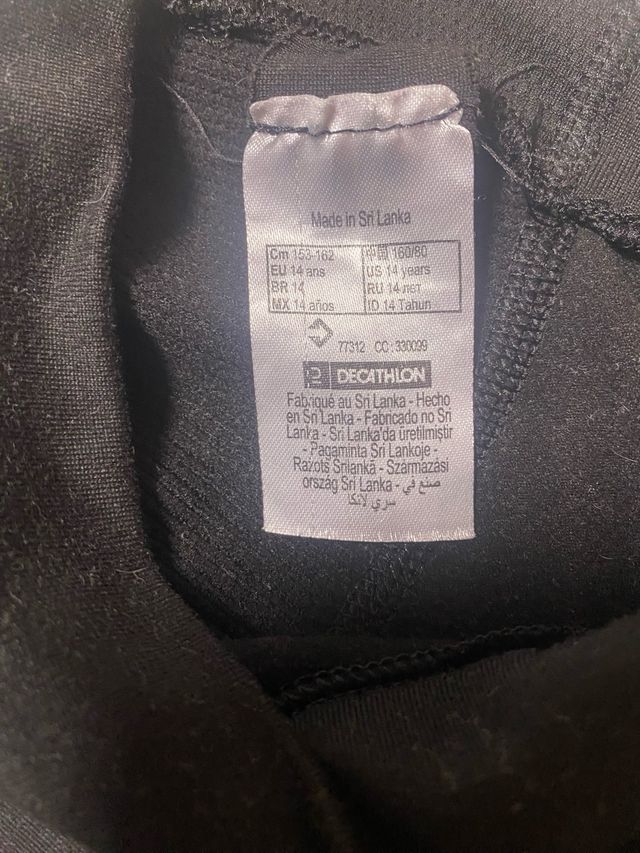 Made in Sri Lanka
Cm 153-162 中国 160/80
EU 14 ans US 14 years
BR 14 RU 14 лет
MX 14 años ID 14 Tahun
77312 CC: 330099
DECATHLON
Fabriqué au Sri Lanka - Hecho
en Sri Lanka - Fabricado no Sri
Lanka - Sri Lanka'da üretilmiştir
- Pagaminta Šri Lankoje -
Ražots Šrilankā - Származási
ország Srí Lanka - صنع في
سري لانكا